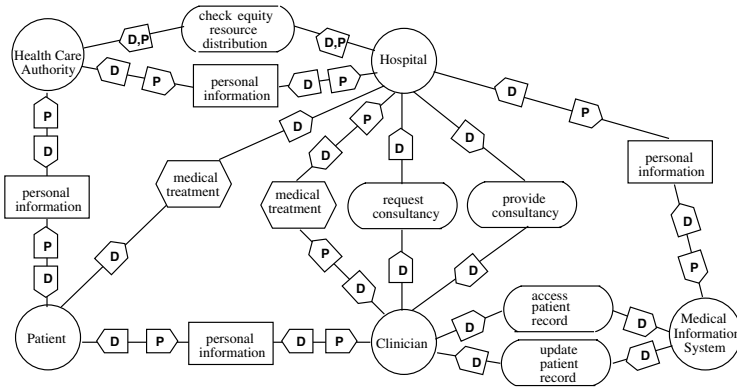 check equity
resource
distribution
D,P
D,P
Health Care
Authority
Hospital
D
P
personal
information
D
P
D
P
P
D
D
D
P
D
D
personal
information
medical
treatment
medical
treatment
request
consultancy
provide
consultancy
personal
information
P
D
D
P
D
D
D
D
P
access
patient
record
D
D
Patient
D
P
personal
information
D
P
Clinician
Medical
Information
System
D
D
update
patient
record